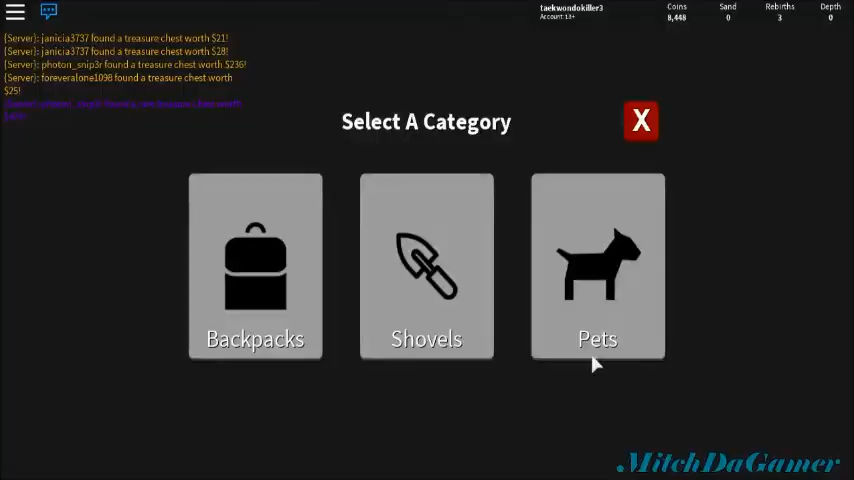 taekwondokiller3
Account: 13+
Coins
8,448
Sand
0
Rebirths
3
Depth
0
[Server]: janicia3737 found a treasure chest worth $21!
[Server]: janicia3737 found a treasure chest worth $28!
[Server]: photon_snip3r found a treasure chest worth $236!
[Server]: foreveralone1098 found a treasure chest worth
$25!
Select A Category
X
Backpacks
Shovels
Pets
MitchDaGamer